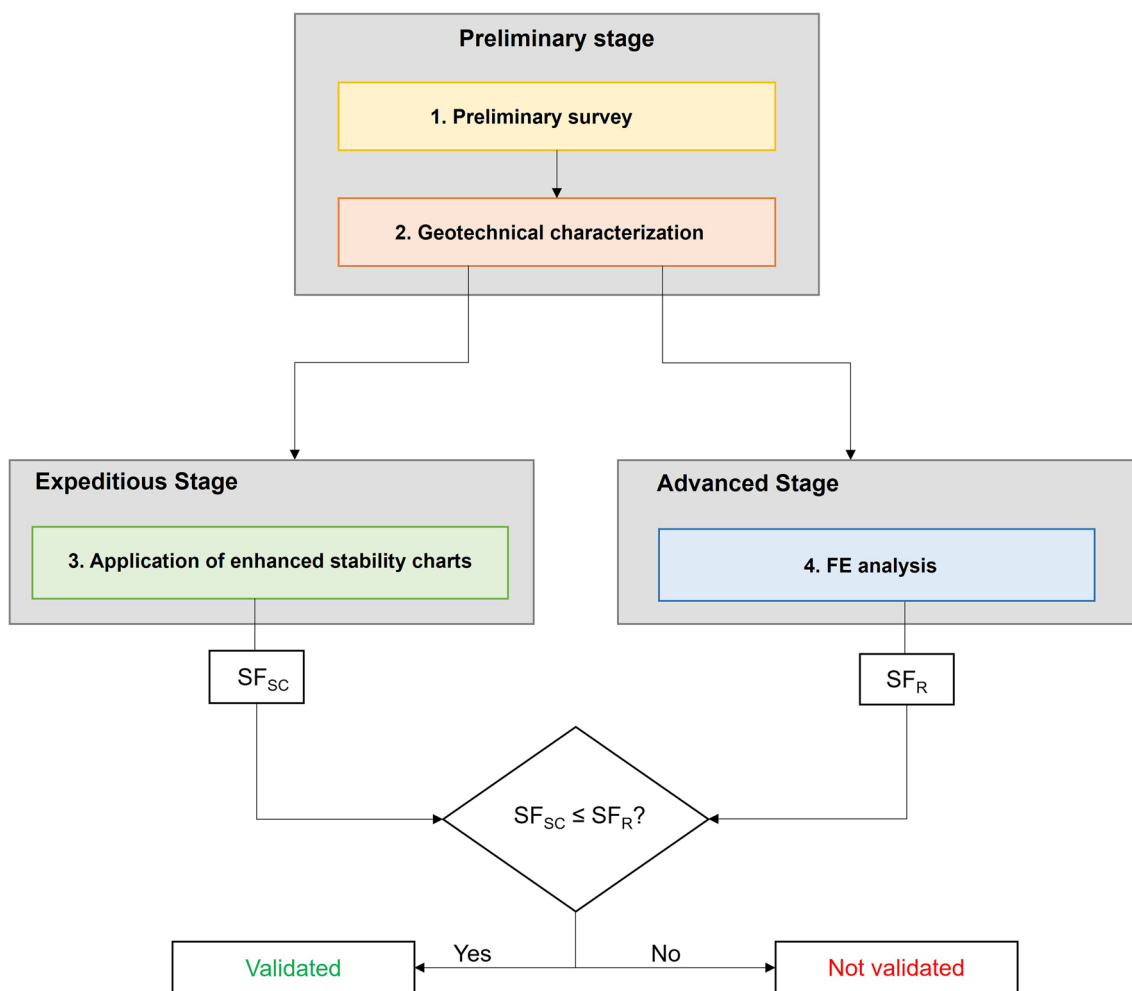 Preliminary stage
1. Preliminary survey
2. Geotechnical characterization
Expeditious Stage
3. Application of enhanced stability charts
Advanced Stage
4. FE analysis
SF_SC
SF_R
SF_SC ≤ SF_R?
Yes
No
Validated
Not validated